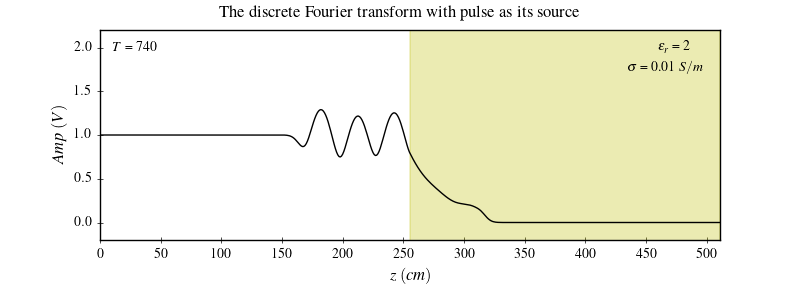 The discrete Fourier transform with pulse as its source
T = 740
εr = 2
σ = 0.01 S/m
2.0
1.5
1.0
0.5
0.0
Amp (V)
0 50 100 150 200 250 300 350 400 450 500
z (cm)